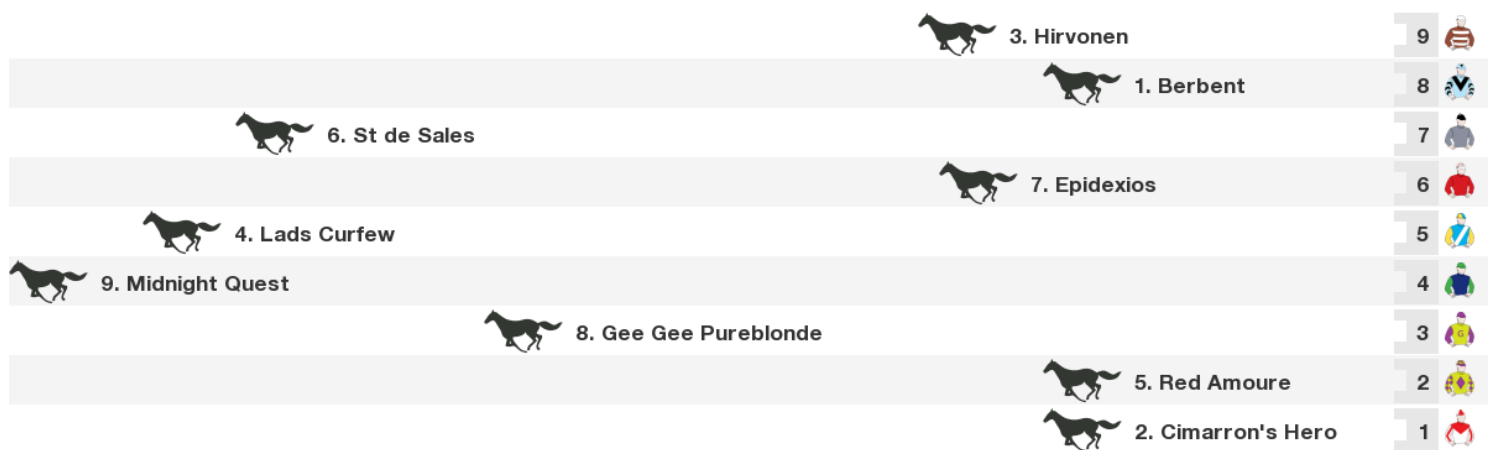 3. Hirvonen 9
1. Berbent 8
6. St de Sales 7
7. Epidexios 6
4. Lads Curfew 5
9. Midnight Quest 4
8. Gee Gee Pureblonde 3 G
5. Red Amoure 2
2. Cimarron's Hero 1